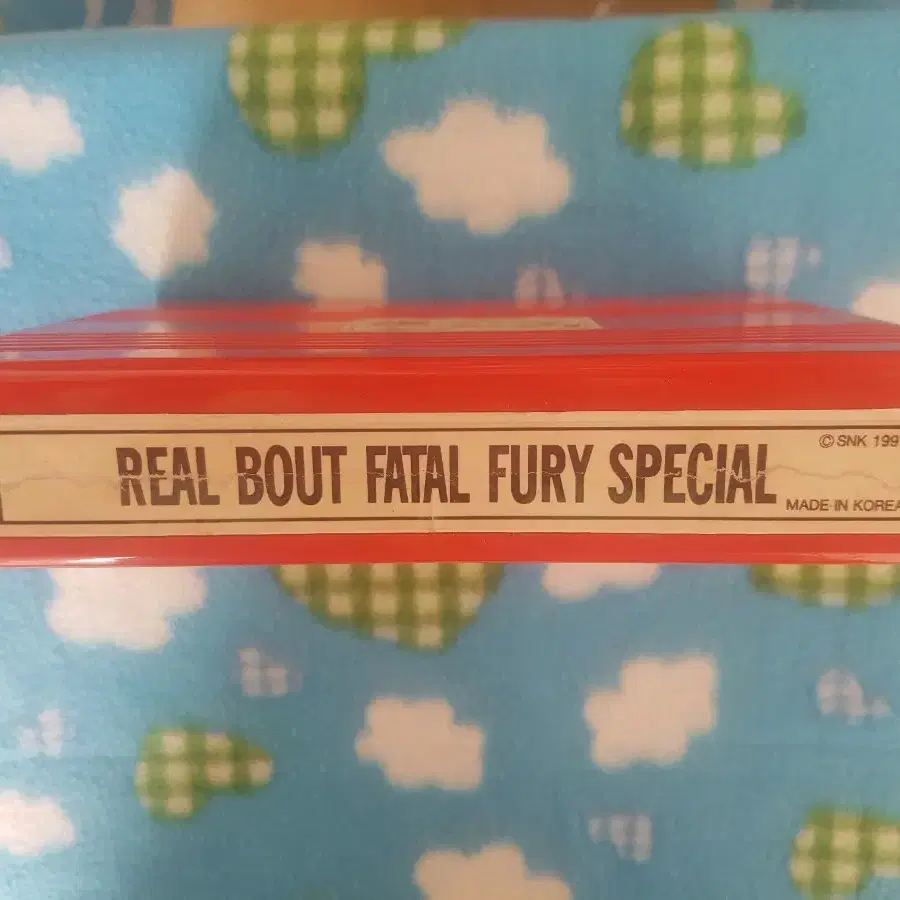 REAL BOUT FATAL FURY SPECIAL
© SNK 199
MADE IN KOREA